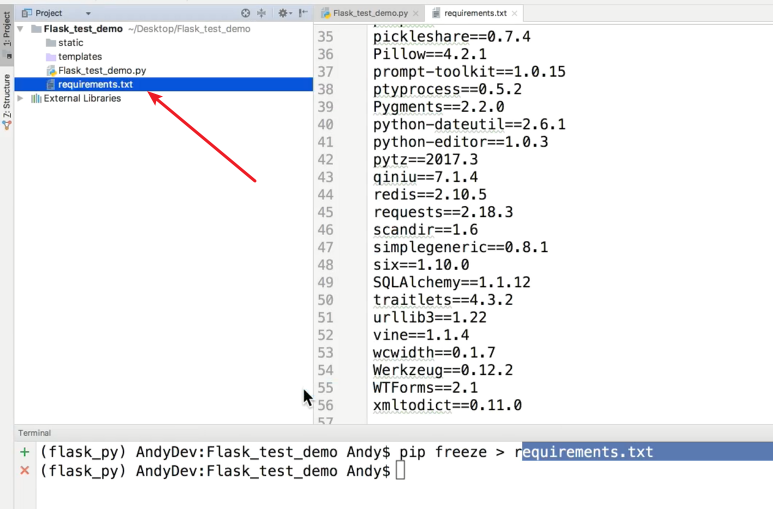 Project
Flask_test_demo.py
requirements.txt
1: Project
Z: Structure
Flask_test_demo ~/Desktop/Flask_test_demo
static
templates
Flask_test_demo.py
requirements.txt
External Libraries
35 pickleshare==0.7.4
36 Pillow==4.2.1
37 prompt-toolkit==1.0.15
38 ptyprocess==0.5.2
39 Pygments==2.2.0
40 python-dateutil==2.6.1
41 python-editor==1.0.3
42 pytz==2017.3
43 qiniu==7.1.4
44 redis==2.10.5
45 requests==2.18.3
46 scandir==1.6
47 simplegeneric==0.8.1
48 six==1.10.0
49 SQLAlchemy==1.1.12
50 traitlets==4.3.2
51 urllib3==1.22
52 vine==1.1.4
53 wcwidth==0.1.7
54 Werkzeug==0.12.2
55 WTForms==2.1
56 xmltodict==0.11.0
57
Terminal
(flask_py) AndyDev:Flask_test_demo Andy$ pip freeze > requirements.txt
(flask_py) AndyDev:Flask_test_demo Andy$